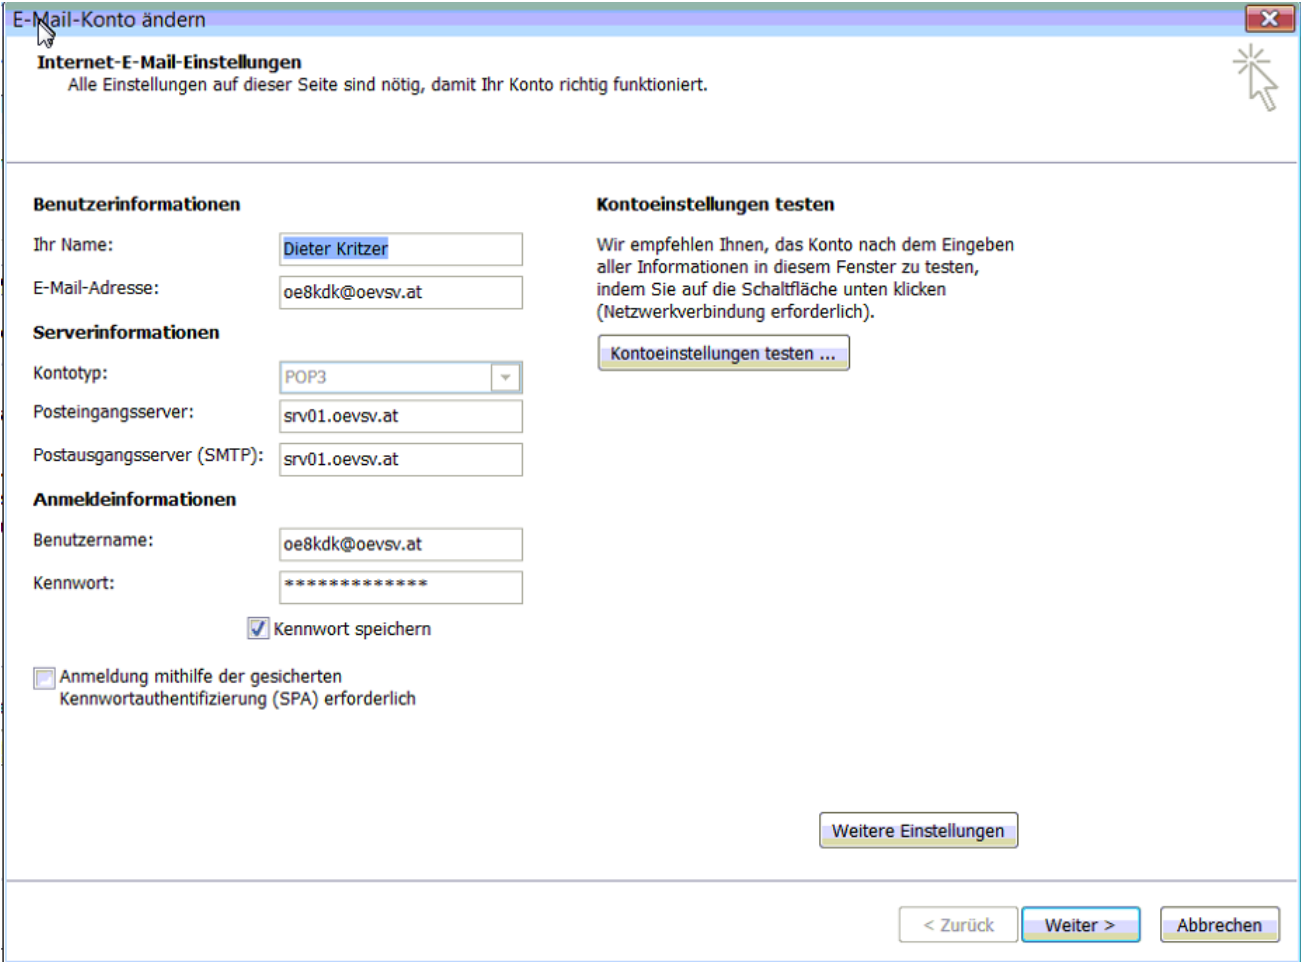 E-Mail-Konto ändern
Internet-E-Mail-Einstellungen
Alle Einstellungen auf dieser Seite sind nötig, damit Ihr Konto richtig funktioniert.
Benutzerinformationen
Ihr Name: Dieter Kritzer
E-Mail-Adresse: oe8kdk@oevsv.at
Serverinformationen
Kontotyp: POP3
Posteingangsserver: srv01.oevsv.at
Postausgangsserver (SMTP): srv01.oevsv.at
Anmeldeinformationen
Benutzername: oe8kdk@oevsv.at
Kennwort: *************
Kennwort speichern
Anmeldung mithilfe der gesicherten
Kennwortauthentifizierung (SPA) erforderlich
Kontoeinstellungen testen
Wir empfehlen Ihnen, das Konto nach dem Eingeben
aller Informationen in diesem Fenster zu testen,
indem Sie auf die Schaltfläche unten klicken
(Netzwerkverbindung erforderlich).
Kontoeinstellungen testen ...
Weitere Einstellungen
< Zurück
Weiter >
Abbrechen